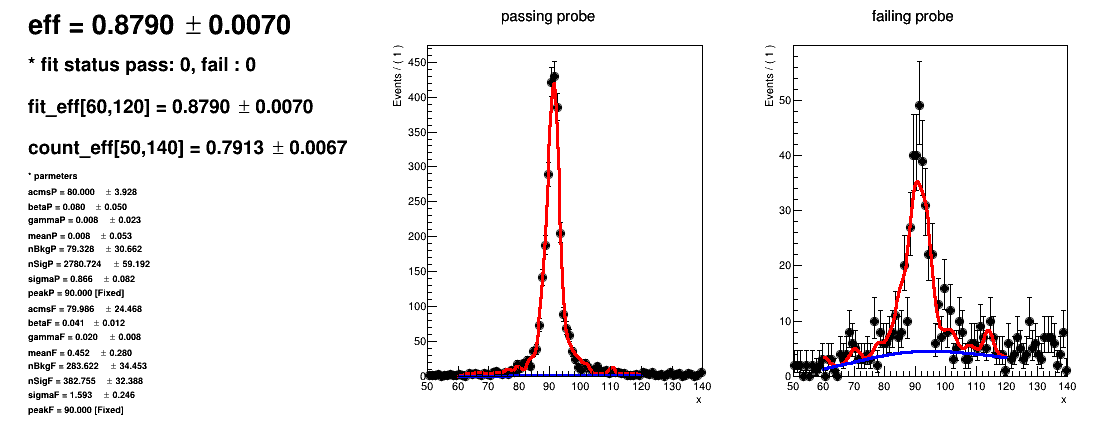 eff = 0.8790 ± 0.0070
* fit status pass: 0, fail : 0
fit_eff[60,120] = 0.8790 ± 0.0070
count_eff[50,140] = 0.7913 ± 0.0067
* parmeters
acmsP = 80.000 ± 3.928
betaP = 0.080 ± 0.050
gammaP = 0.008 ± 0.023
meanP = 0.008 ± 0.053
nBkgP = 79.328 ± 30.662
nSigP = 2780.724 ± 59.192
sigmaP = 0.866 ± 0.082
peakP = 90.000 [Fixed]
acmsF = 79.986 ± 24.468
betaF = 0.041 ± 0.012
gammaF = 0.020 ± 0.008
meanF = 0.452 ± 0.280
nBkgF = 283.622 ± 34.453
nSigF = 382.755 ± 32.388
sigmaF = 1.593 ± 0.246
peakF = 90.000 [Fixed]
passing probe
Events / ( 1 )
450
400
350
300
250
200
150
100
50
0
50 60 70 80 90 100 110 120 130 140
x
failing probe
Events / ( 1 )
50
40
30
20
10
0
50 60 70 80 90 100 110 120 130 140
x